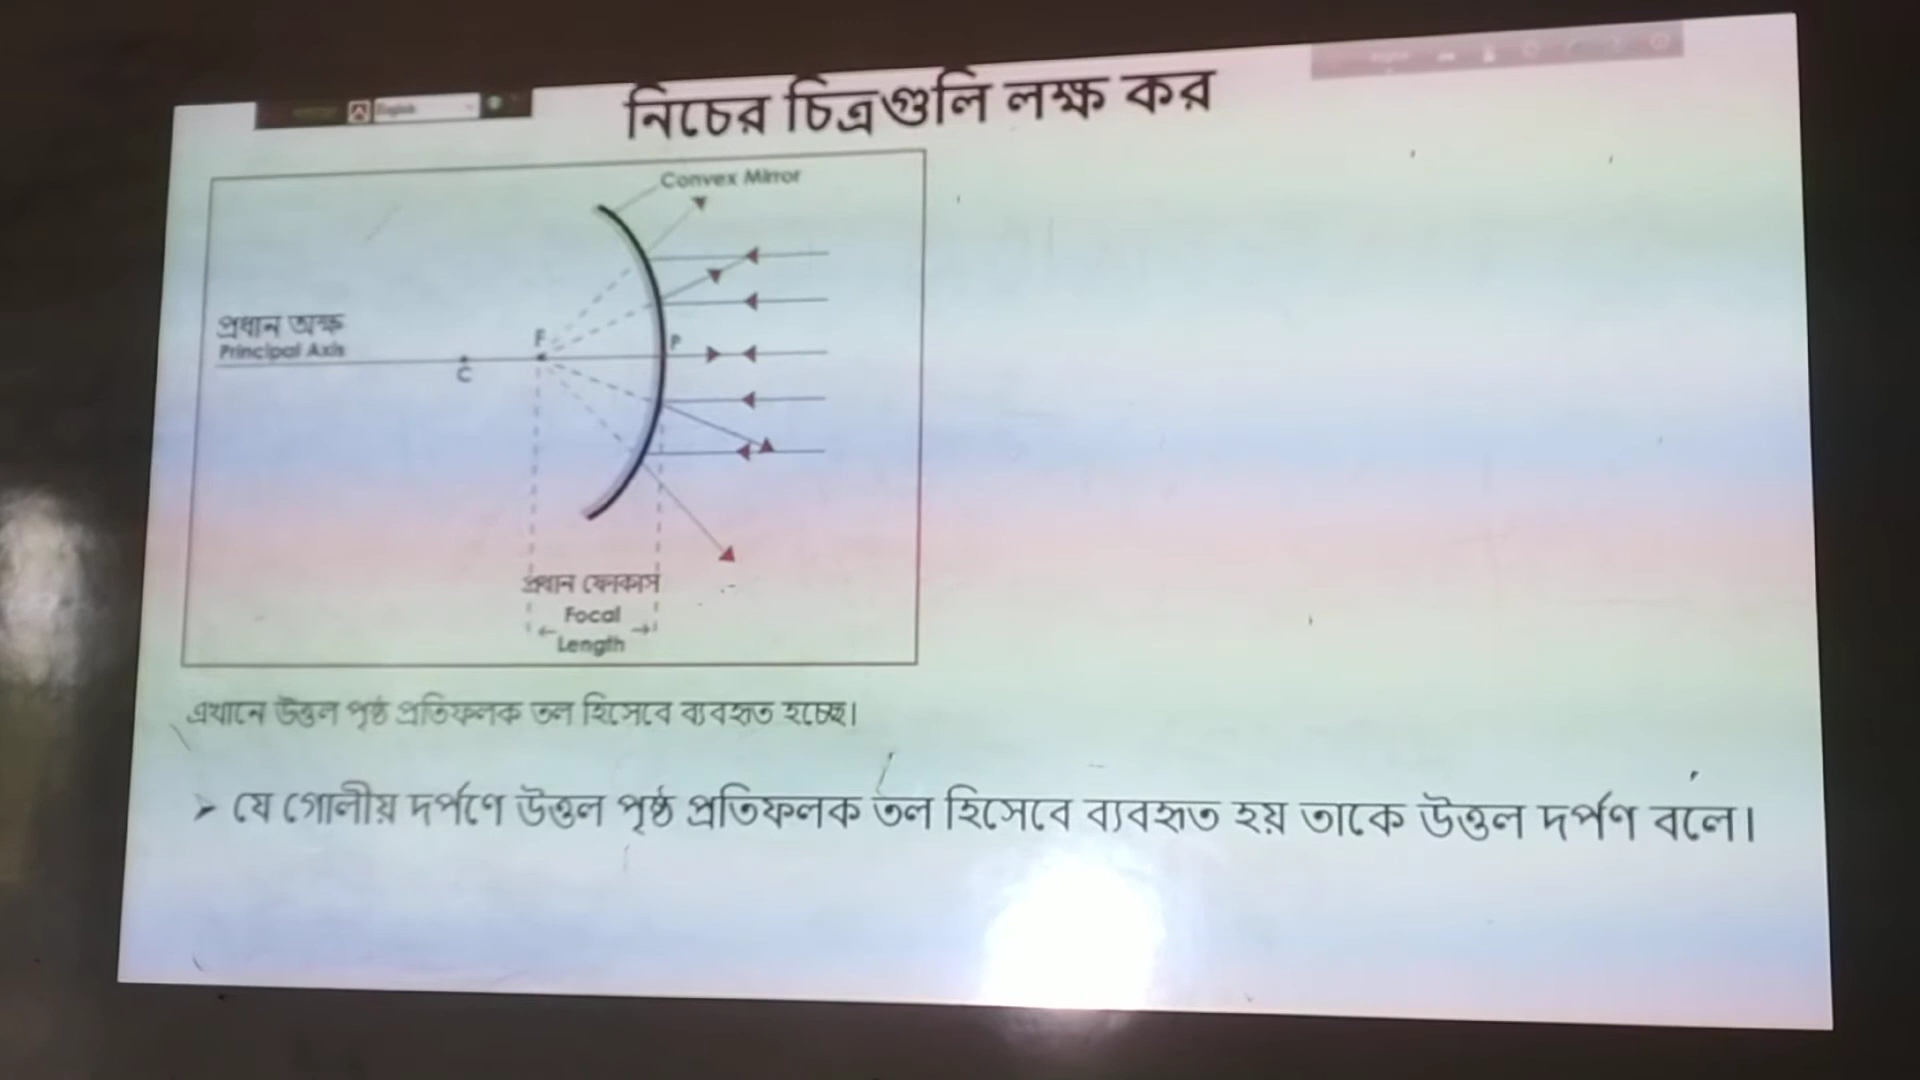 English
নিচের চিত্রগুলি লক্ষ কর
Convex Mirror
প্রধান অক্ষ
Principal Axis
C
F
P
প্রধান ফোকাস
Focal
Length
এখানে উত্তল পৃষ্ঠ প্রতিফলক তল হিসেবে ব্যবহৃত হচ্ছে।
➢ যে গোলীয় দর্পণে উত্তল পৃষ্ঠ প্রতিফলক তল হিসেবে ব্যবহৃত হয় তাকে উত্তল দর্পণ বলে।